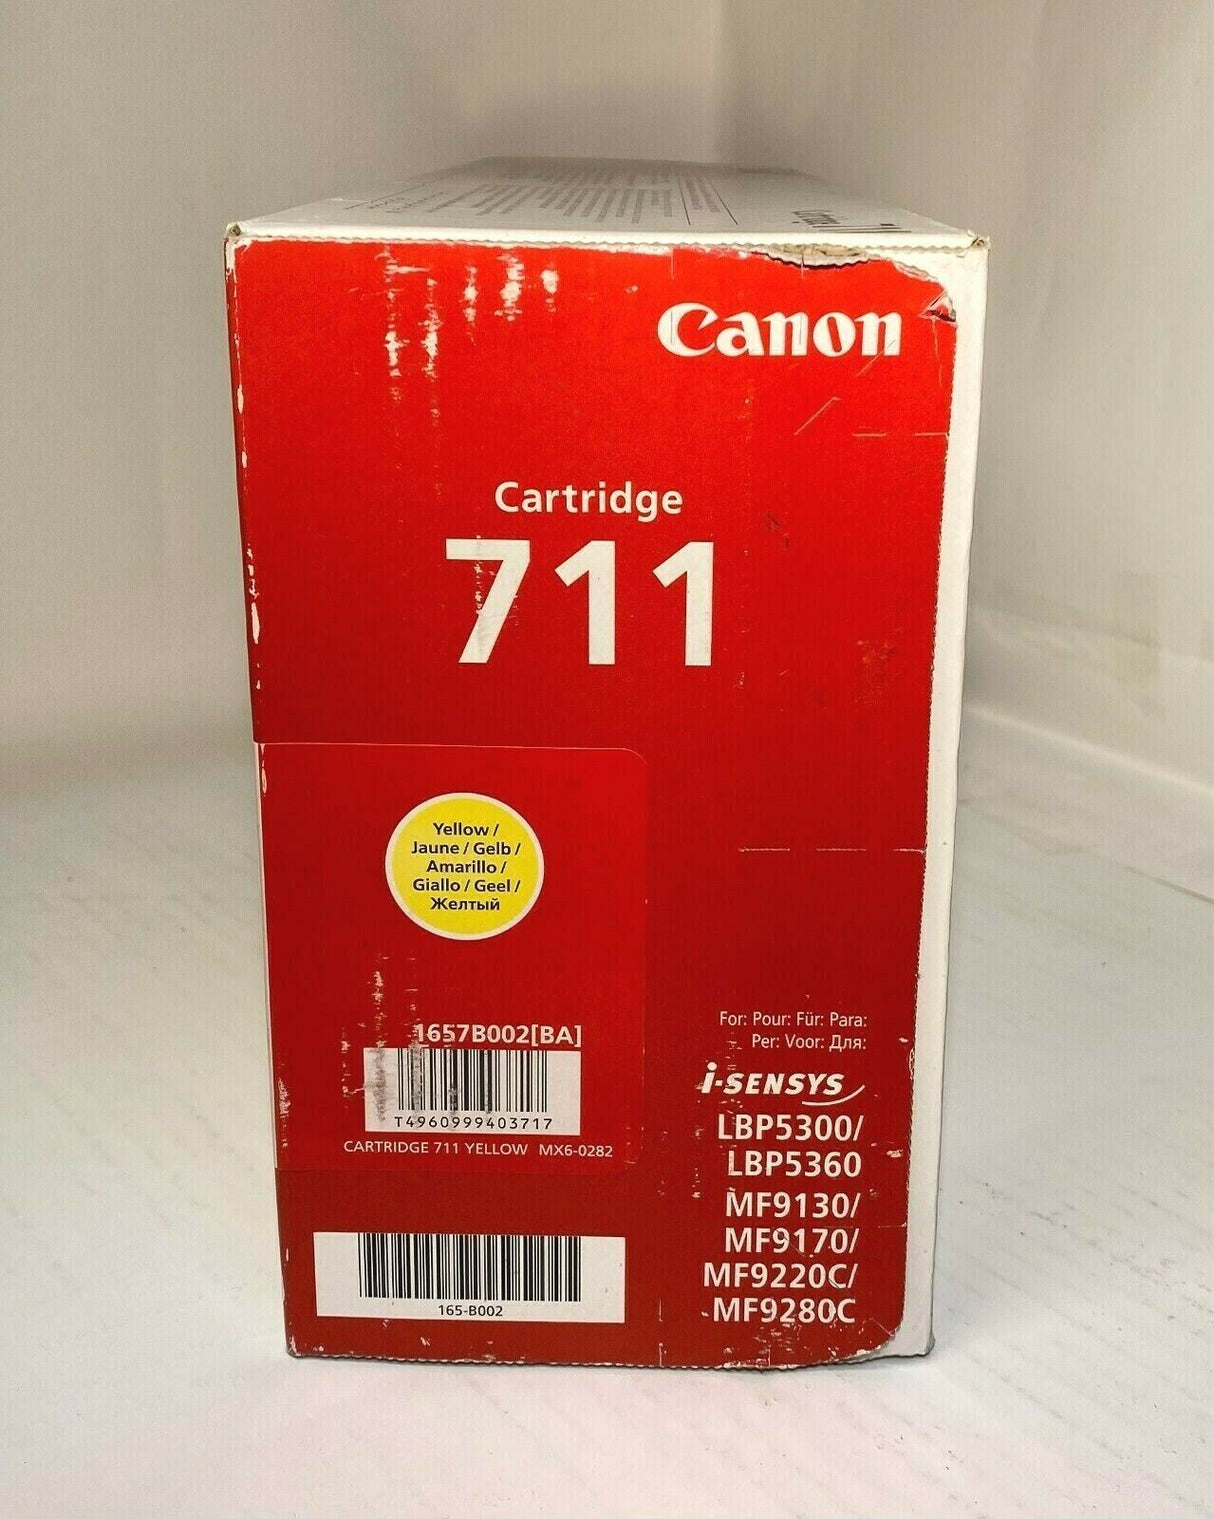 Canon
Cartridge
711
Yellow /
Jaune / Gelb /
Amarillo /
Giallo / Geel /
Желтый
1657B002[BA]
T4960999403717
CARTRIDGE 711 YELLOW MX6-0282
165-B002
For: Pour: Für: Para:
Per: Voor: Для:
i-SENSYS
LBP5300/
LBP5360
MF9130/
MF9170/
MF9220C/
MF9280C